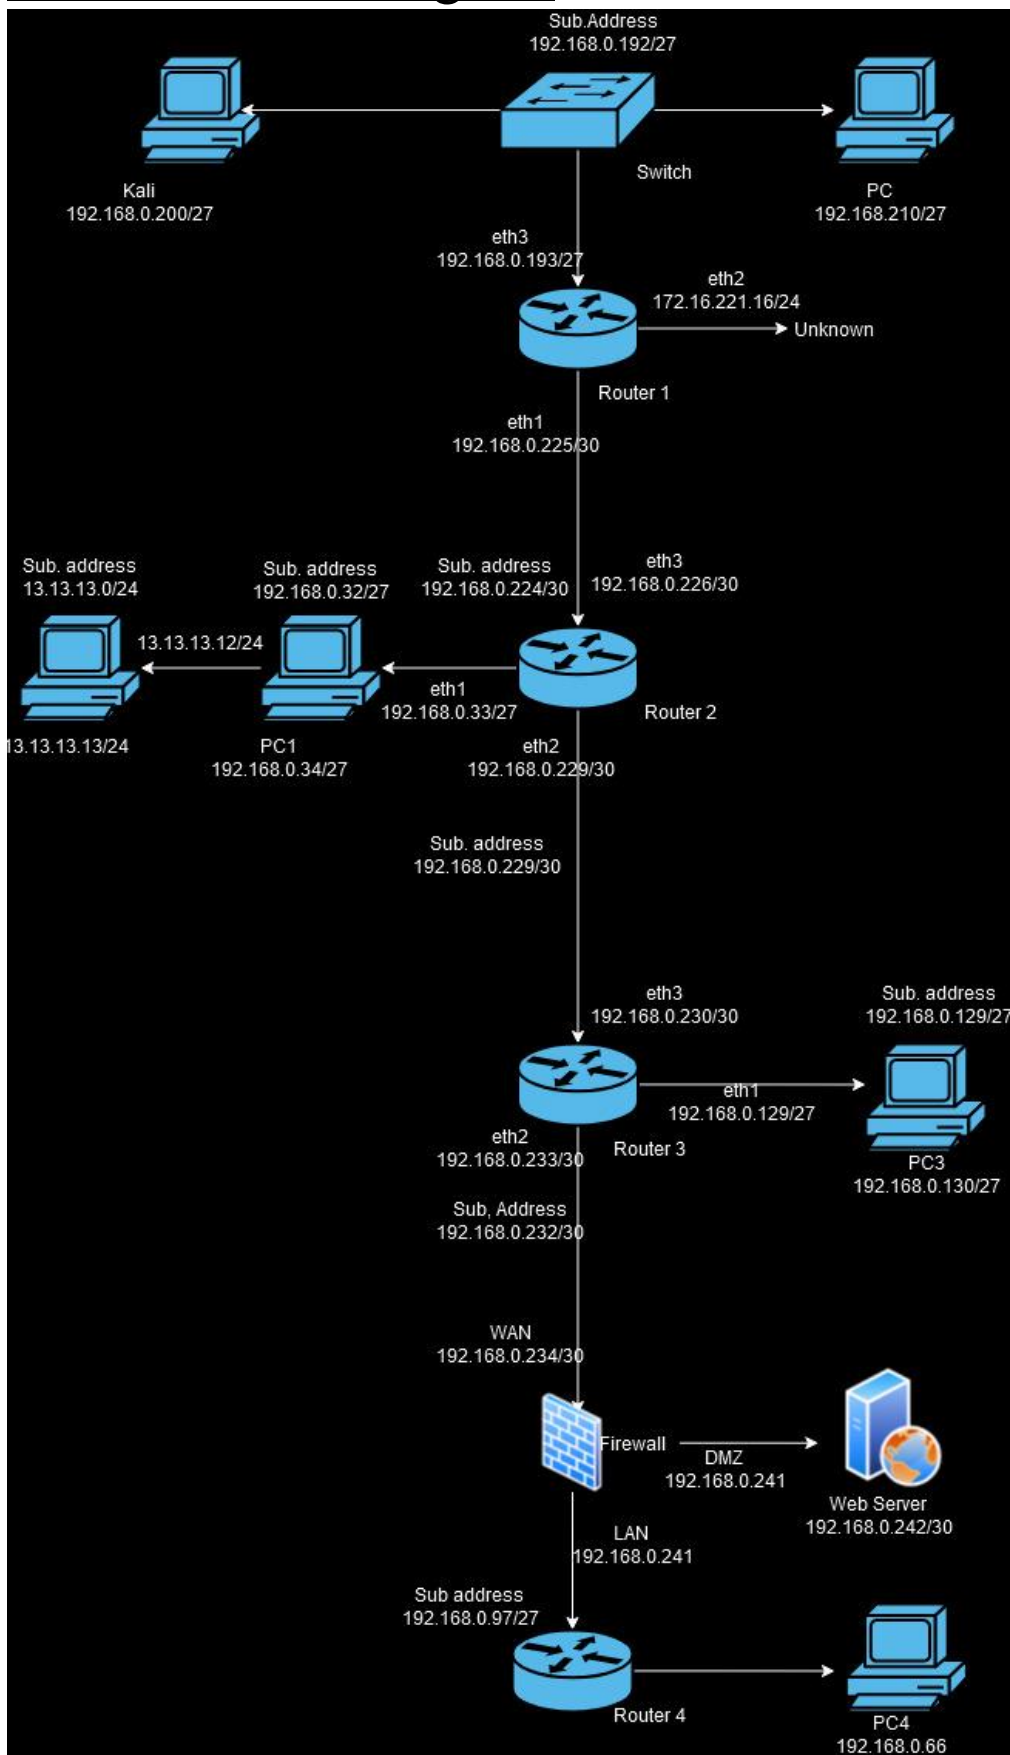 Sub.Address
192.168.0.192/27
Switch
Kali
192.168.0.200/27
PC
192.168.210/27
eth3
192.168.0.193/27
eth2
172.16.221.16/24
Unknown
Router 1
eth1
192.168.0.225/30
Sub. address
13.13.13.0/24
Sub. address
192.168.0.32/27
Sub. address
192.168.0.224/30
eth3
192.168.0.226/30
13.13.13.12/24
eth1
192.168.0.33/27
Router 2
13.13.13.13/24
PC1
192.168.0.34/27
eth2
192.168.0.229/30
Sub. address
192.168.0.229/30
eth3
192.168.0.230/30
Sub. address
192.168.0.129/27
eth1
192.168.0.129/27
eth2
192.168.0.233/30
Router 3
PC3
192.168.0.130/27
Sub, Address
192.168.0.232/30
WAN
192.168.0.234/30
Firewall
DMZ
192.168.0.241
Web Server
192.168.0.242/30
LAN
192.168.0.241
Sub address
192.168.0.97/27
Router 4
PC4
192.168.0.66